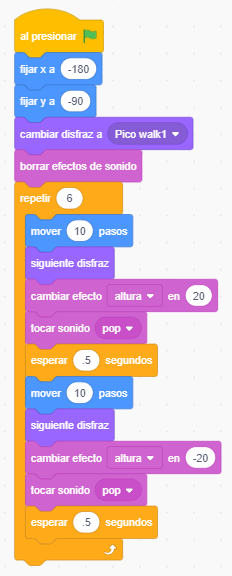 al presionar
fijar x a -180
fijar y a -90
cambiar disfraz a Pico walk1
borrar efectos de sonido
repetir 6
mover 10 pasos
siguiente disfraz
cambiar efecto altura en 20
tocar sonido pop
esperar .5 segundos
mover 10 pasos
siguiente disfraz
cambiar efecto altura en -20
tocar sonido pop
esperar .5 segundos